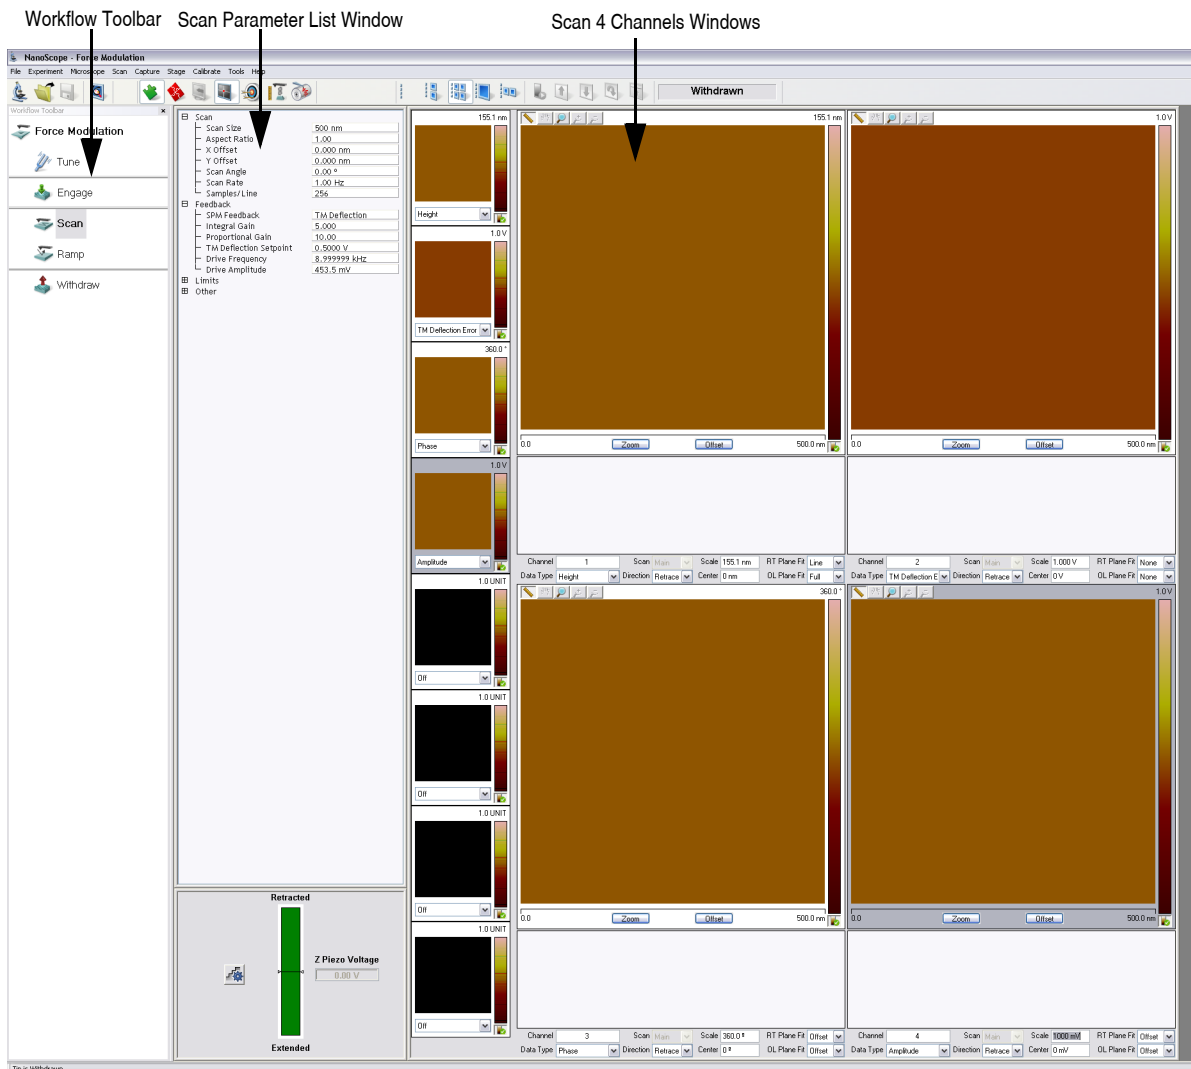 Workflow Toolbar
Scan Parameter List Window
Scan 4 Channels Windows
NanoScope - Force Modulation
File Experiment Microscope Scan Capture Stage Calibrate Tools Help
Withdrawn
Workflow Toolbar
Force Modulation
Tune
Engage
Scan
Ramp
Withdraw
Scan
Scan Size 500 nm
Aspect Ratio 1.00
X Offset 0.000 nm
Y Offset 0.000 nm
Scan Angle 0.00 º
Scan Rate 1.00 Hz
Samples/Line 256
Feedback
SPM Feedback TM Deflection
Integral Gain 5.000
Proportional Gain 10.00
TM Deflection Setpoint 0.5000 V
Drive Frequency 8.999999 kHz
Drive Amplitude 453.5 mV
Limits
Other
Retracted
Z Piezo Voltage
0.00 V
Extended
155.1 nm
Height
1.0 V
TM Deflection Error
360.0 °
Phase
1.0 V
Amplitude
1.0 UNIT
Off
1.0 UNIT
Off
1.0 UNIT
Off
1.0 UNIT
Off
155.1 nm
0.0 Zoom Offset 500.0 nm
Channel 1 Scan Main Scale 155.1 nm RT Plane Fit Line
Data Type Height Direction Retrace Center 0 nm OL Plane Fit Full
1.0 V
0.0 Zoom Offset 500.0 nm
Channel 2 Scan Main Scale 1.000 V RT Plane Fit None
Data Type TM Deflection E Direction Retrace Center 0 V OL Plane Fit None
360.0 °
0.0 Zoom Offset 500.0 nm
Channel 3 Scan Main Scale 360.0 º RT Plane Fit Offset
Data Type Phase Direction Retrace Center 0 º OL Plane Fit Offset
1.0 V
0.0 Zoom Offset 500.0 nm
Channel 4 Scan Main Scale 1000 mV RT Plane Fit Offset
Data Type Amplitude Direction Retrace Center 0 mV OL Plane Fit Offset
Tip is Withdrawn